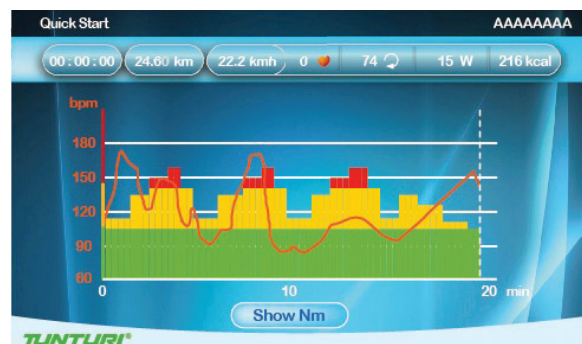 Quick Start AAAAAAAA
00:00:00 24.60 km 22.2 kmh 0 74 15 W 216 kcal
bpm
180
150
120
90
60
0 10 20 min
Show Nm
TUNTURI®